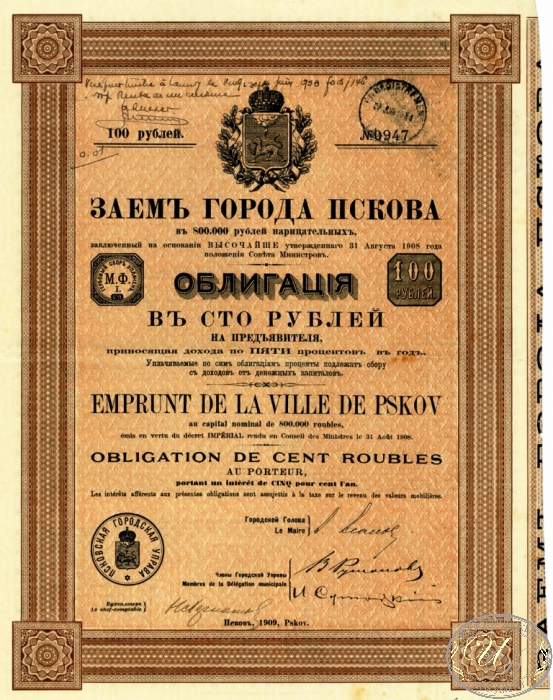 100 рублей.
№0947
ЗАЕМЪ ГОРОДА ПСКОВА
въ 800.000 рублей нарицательныхъ,
заключенный на основаніи ВЫСОЧАЙШЕ утвержденнаго 31 Августа 1908 года
положенія Совѣта Министровъ.
М.Ф.
I.
ОБЛИГАЦІЯ
100
РУБЛЕЙ
ВЪ СТО РУБЛЕЙ
НА ПРЕДЪЯВИТЕЛЯ,
приносящая дохода по ПЯТИ процентовъ въ годъ.
Уплачиваемые по симъ облигаціямъ проценты подлежатъ сбору
съ доходовъ отъ денежныхъ капиталовъ.
EMPRUNT DE LA VILLE DE PSKOV
au capital nominal de 800.000 roubles,
émis en vertu du décret IMPÉRIAL rendu en Conseil des Ministres le 31 Août 1908.
OBLIGATION DE CENT ROUBLES
AU PORTEUR,
portant un intérêt de CINQ pour cent l'an.
Les intérêts afférents aux présentes obligations sont assujettis à la taxe sur le revenu des valeurs mobilières.
ПСКОВСКАЯ ГОРОДСКАЯ УПРАВА
Городской Голова
Le Maire
Члены Городской Управы
Membres de la Délégation municipale
Бухгалтеръ
Le chef-comptable
Псковъ, 1909, Pskov.